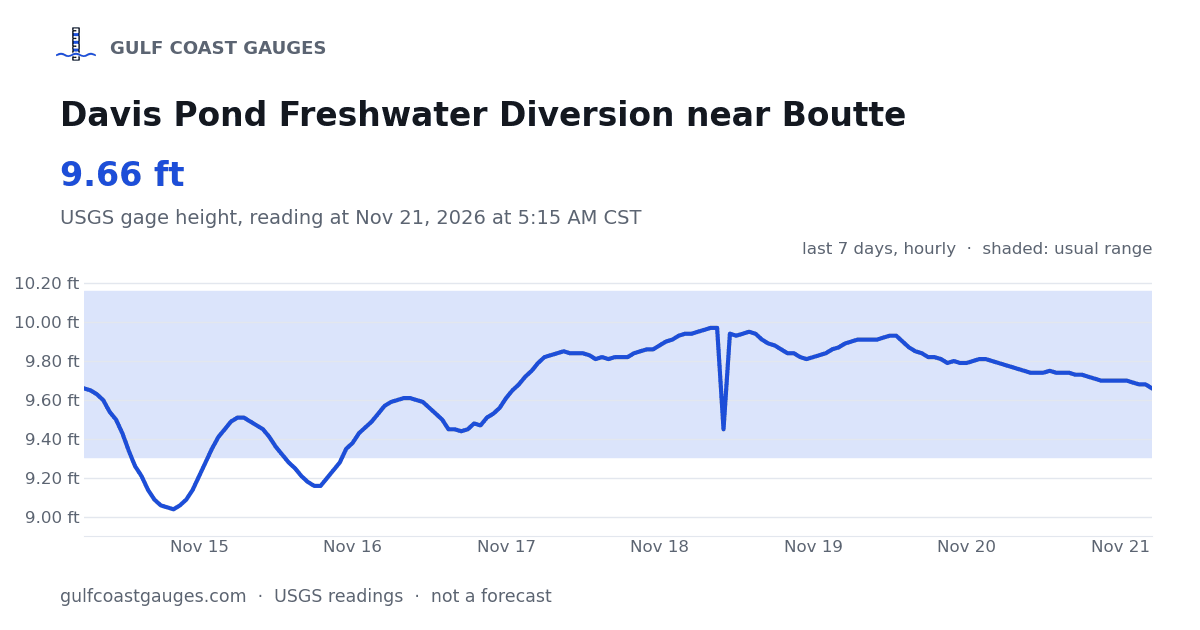 GULF COAST GAUGES
Davis Pond Freshwater Diversion near Boutte
9.66 ft
USGS gage height, reading at Nov 21, 2026 at 5:15 AM CST
last 7 days, hourly · shaded: usual range
10.20 ft
10.00 ft
9.80 ft
9.60 ft
9.40 ft
9.20 ft
9.00 ft
Nov 15 Nov 16 Nov 17 Nov 18 Nov 19 Nov 20 Nov 21
gulfcoastgauges.com · USGS readings · not a forecast